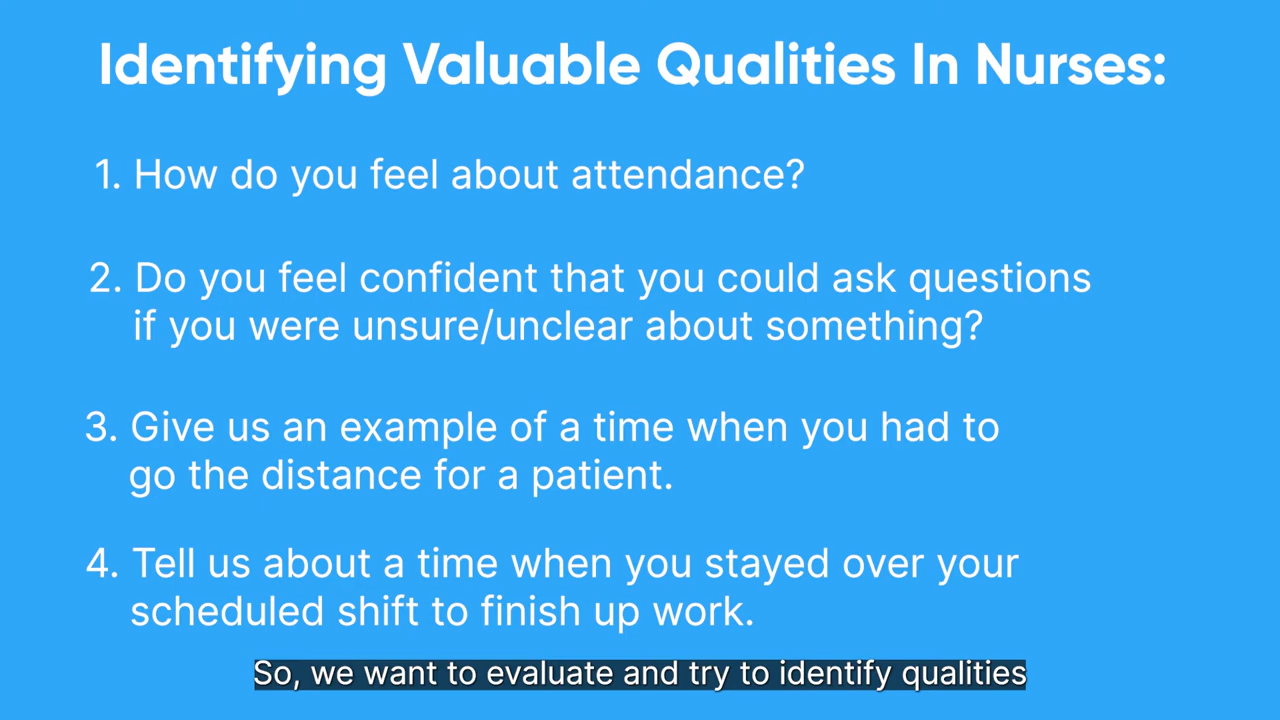 Identifying Valuable Qualities In Nurses:
1. How do you feel about attendance?
2. Do you feel confident that you could ask questions
if you were unsure/unclear about something?
3. Give us an example of a time when you had to
go the distance for a patient.
4. Tell us about a time when you stayed over your
scheduled shift to finish up work.
So, we want to evaluate and try to identify qualities